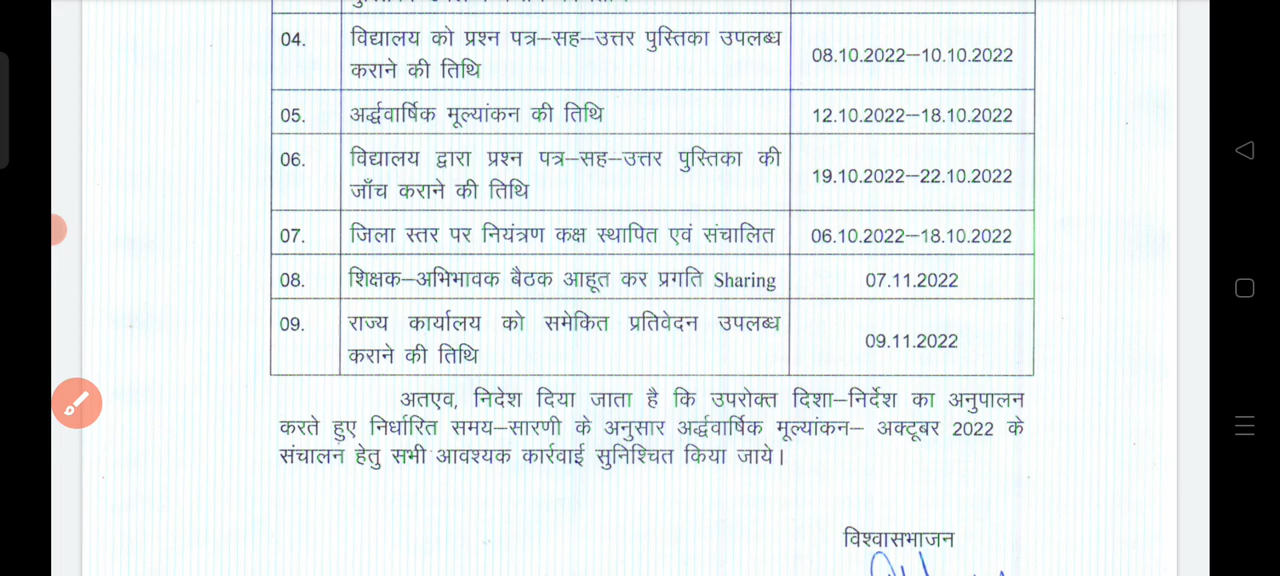 04. विद्यालय को प्रश्न पत्र–सह–उत्तर पुस्तिका उपलब्ध
कराने की तिथि
08.10.2022–10.10.2022
05. अर्द्धवार्षिक मूल्यांकन की तिथि 12.10.2022–18.10.2022
06. विद्यालय द्वारा प्रश्न पत्र–सह–उत्तर पुस्तिका की
जाँच कराने की तिथि
19.10.2022–22.10.2022
07. जिला स्तर पर नियंत्रण कक्ष स्थापित एवं संचालित 06.10.2022–18.10.2022
08. शिक्षक–अभिभावक बैठक आहूत कर प्रगति Sharing 07.11.2022
09. राज्य कार्यालय को समेकित प्रतिवेदन उपलब्ध
कराने की तिथि
09.11.2022
अतएव, निदेश दिया जाता है कि उपरोक्त दिशा–निर्देश का अनुपालन
करते हुए निर्धारित समय–सारणी के अनुसार अर्द्धवार्षिक मूल्यांकन– अक्टूबर 2022 के
संचालन हेतु सभी आवश्यक कार्रवाई सुनिश्चित किया जाये।
विश्वासभाजन